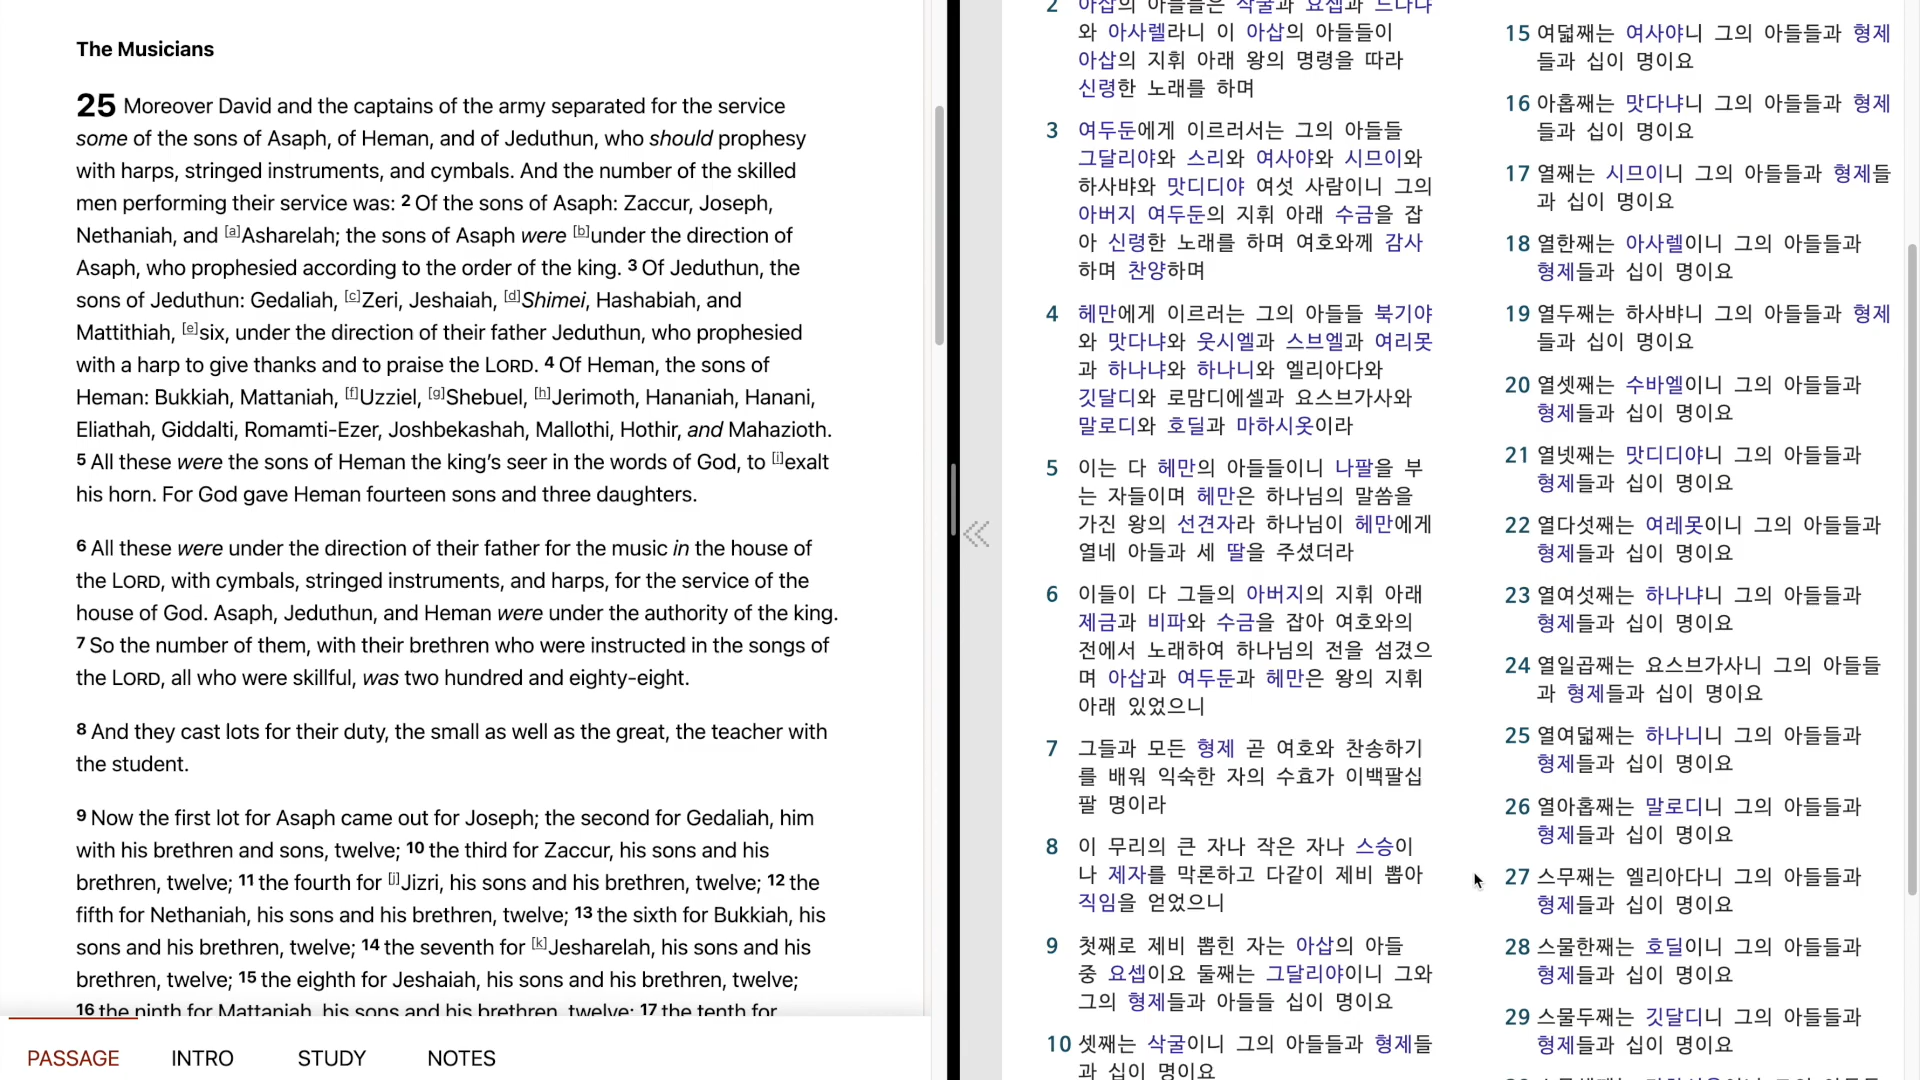 The Musicians
25 Moreover David and the captains of the army separated for the service
some of the sons of Asaph, of Heman, and of Jeduthun, who should prophesy
with harps, stringed instruments, and cymbals. And the number of the skilled
men performing their service was: 2 Of the sons of Asaph: Zaccur, Joseph,
Nethaniah, and [a]Asharelah; the sons of Asaph were [b]under the direction of
Asaph, who prophesied according to the order of the king. 3 Of Jeduthun, the
sons of Jeduthun: Gedaliah, [c]Zeri, Jeshaiah, [d]Shimei, Hashabiah, and
Mattithiah, [e]six, under the direction of their father Jeduthun, who prophesied
with a harp to give thanks and to praise the LORD. 4 Of Heman, the sons of
Heman: Bukkiah, Mattaniah, [f]Uzziel, [g]Shebuel, [h]Jerimoth, Hananiah, Hanani,
Eliathah, Giddalti, Romamti-Ezer, Joshbekashah, Mallothi, Hothir, and Mahazioth.
5 All these were the sons of Heman the king’s seer in the words of God, to [i]exalt
his horn. For God gave Heman fourteen sons and three daughters.
6 All these were under the direction of their father for the music in the house of
the LORD, with cymbals, stringed instruments, and harps, for the service of the
house of God. Asaph, Jeduthun, and Heman were under the authority of the king.
7 So the number of them, with their brethren who were instructed in the songs of
the LORD, all who were skillful, was two hundred and eighty-eight.
8 And they cast lots for their duty, the small as well as the great, the teacher with
the student.
9 Now the first lot for Asaph came out for Joseph; the second for Gedaliah, him
with his brethren and sons, twelve; 10 the third for Zaccur, his sons and his
brethren, twelve; 11 the fourth for [j]Jizri, his sons and his brethren, twelve; 12 the
fifth for Nethaniah, his sons and his brethren, twelve; 13 the sixth for Bukkiah, his
sons and his brethren, twelve; 14 the seventh for [k]Jesharelah, his sons and his
brethren, twelve; 15 the eighth for Jeshaiah, his sons and his brethren, twelve;
16 the ninth for Mattaniah, his sons and his brethren, twelve; 17 the tenth for
PASSAGE INTRO STUDY NOTES
2 아삽의 아들들은 삭굴과 요셉과 느다냐
와 아사렐라니 이 아삽의 아들들이
아삽의 지휘 아래 왕의 명령을 따라
신령한 노래를 하며
3 여두둔에게 이르러서는 그의 아들들
그달리야와 스리와 여사야와 시므이와
하사뱌와 맛디디야 여섯 사람이니 그의
아버지 여두둔의 지휘 아래 수금을 잡
아 신령한 노래를 하며 여호와께 감사
하며 찬양하며
4 헤만에게 이르러는 그의 아들들 북기야
와 맛다냐와 웃시엘과 스브엘과 여리못
과 하나냐와 하나니와 엘리아다와
깃달디와 로맘디에셀과 요스브가사와
말로디와 호딜과 마하시옷이라
5 이는 다 헤만의 아들들이니 나팔을 부
는 자들이며 헤만은 하나님의 말씀을
가진 왕의 선견자라 하나님이 헤만에게
열네 아들과 세 딸을 주셨더라
6 이들이 다 그들의 아버지의 지휘 아래
제금과 비파와 수금을 잡아 여호와의
전에서 노래하여 하나님의 전을 섬겼으
며 아삽과 여두둔과 헤만은 왕의 지휘
아래 있었으니
7 그들과 모든 형제 곧 여호와 찬송하기
를 배워 익숙한 자의 수효가 이백팔십
팔 명이라
8 이 무리의 큰 자나 작은 자나 스승이
나 제자를 막론하고 다같이 제비 뽑아
직임을 얻었으니
9 첫째로 제비 뽑힌 자는 아삽의 아들
중 요셉이요 둘째는 그달리야이니 그와
그의 형제들과 아들들 십이 명이요
10 셋째는 삭굴이니 그의 아들들과 형제들
과 십이 명이요
15 여덟째는 여사야니 그의 아들들과 형제
들과 십이 명이요
16 아홉째는 맛다냐니 그의 아들들과 형제
들과 십이 명이요
17 열째는 시므이니 그의 아들들과 형제들
과 십이 명이요
18 열한째는 아사렐이니 그의 아들들과
형제들과 십이 명이요
19 열두째는 하사뱌니 그의 아들들과 형제
들과 십이 명이요
20 열셋째는 수바엘이니 그의 아들들과
형제들과 십이 명이요
21 열넷째는 맛디디야니 그의 아들들과
형제들과 십이 명이요
22 열다섯째는 여레못이니 그의 아들들과
형제들과 십이 명이요
23 열여섯째는 하나냐니 그의 아들들과
형제들과 십이 명이요
24 열일곱째는 요스브가사니 그의 아들들
과 형제들과 십이 명이요
25 열여덟째는 하나니니 그의 아들들과
형제들과 십이 명이요
26 열아홉째는 말로디니 그의 아들들과
형제들과 십이 명이요
27 스무째는 엘리아다니 그의 아들들과
형제들과 십이 명이요
28 스물한째는 호딜이니 그의 아들들과
형제들과 십이 명이요
29 스물두째는 깃달디니 그의 아들들과
형제들과 십이 명이요